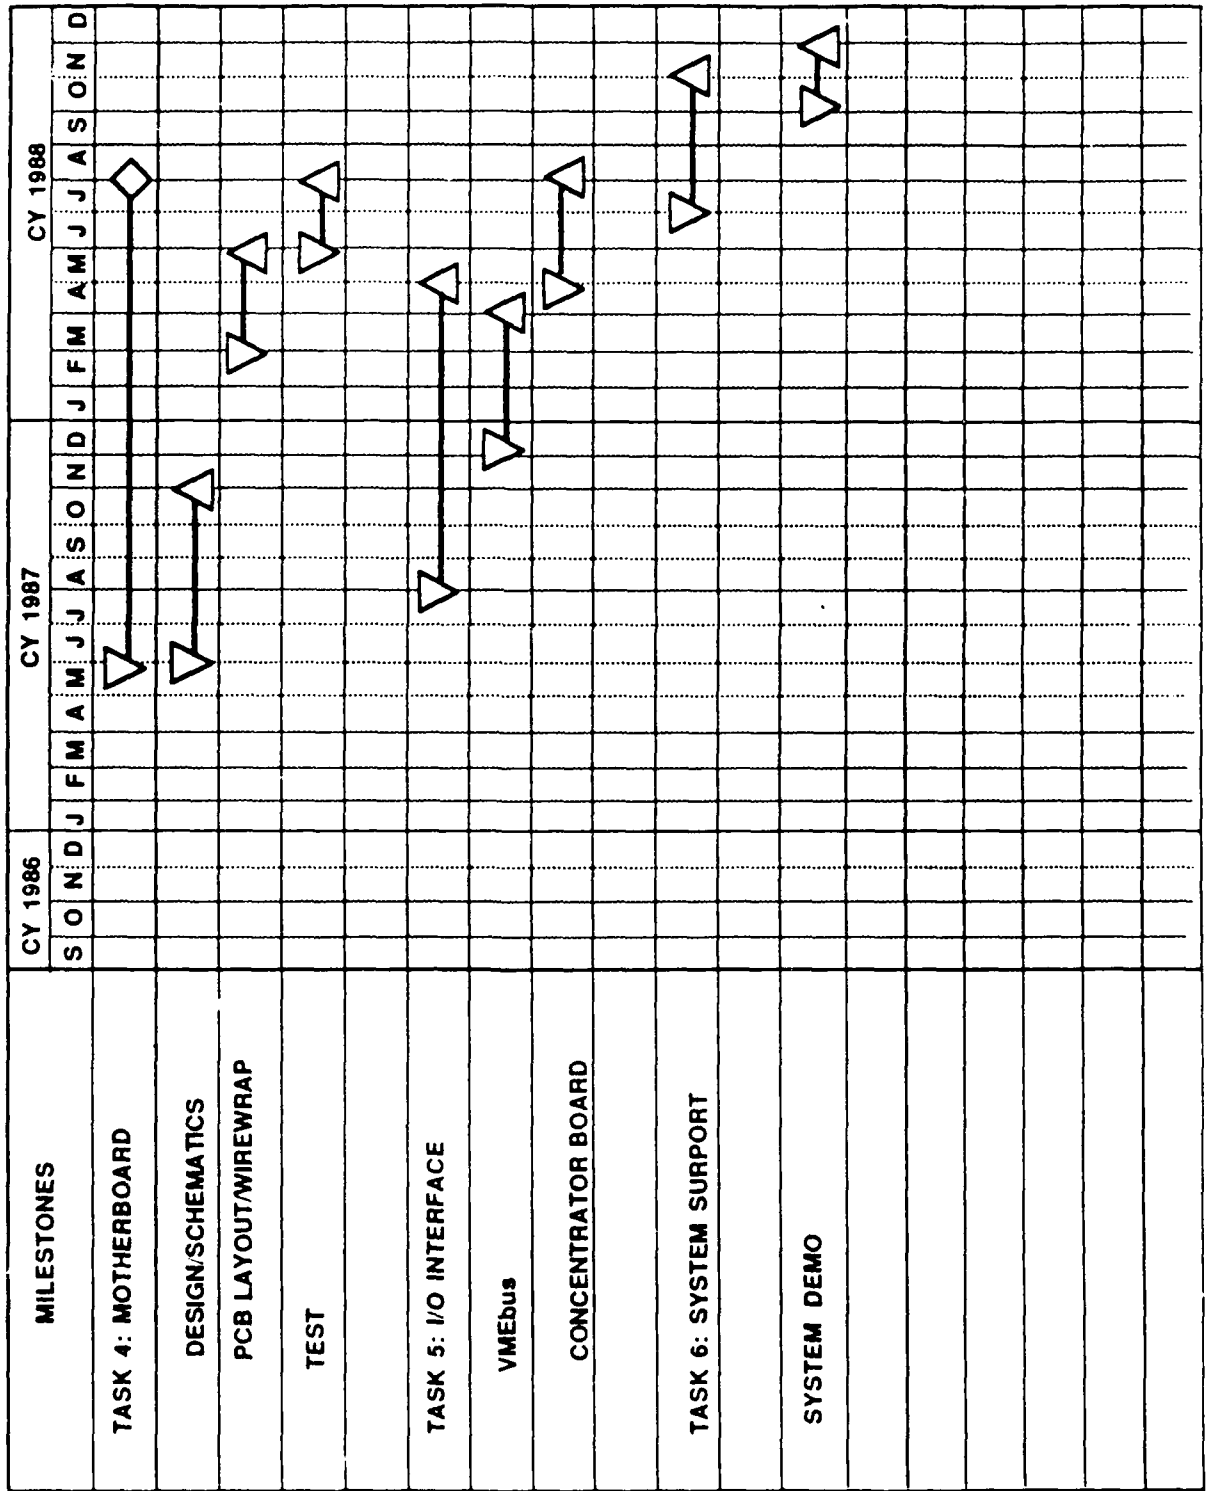 MILESTONES
CY 1986 CY 1987 CY 1988
S O N D J F M A M J J A S O N D J F M A M J J A S O N D
TASK 4: MOTHERBOARD
DESIGN/SCHEMATICS
PCB LAYOUT/WIREWRAP
TEST
TASK 5: I/O INTERFACE
VMEbus
CONCENTRATOR BOARD
TASK 6: SYSTEM SURPORT
SYSTEM DEMO